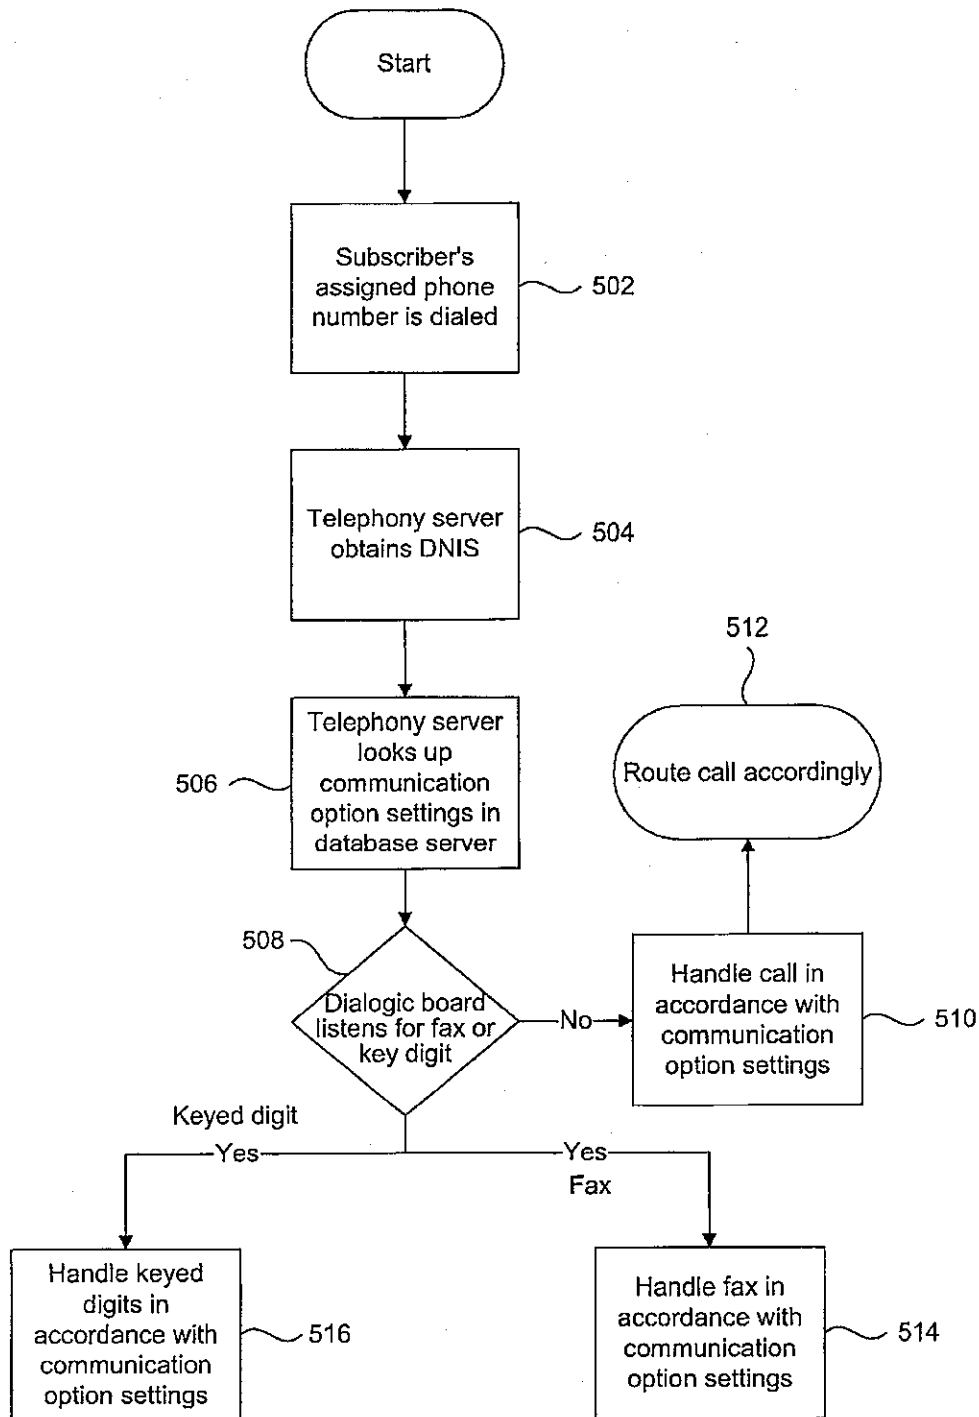 Start
Subscriber's
assigned phone
number is dialed
502
Telephony server
obtains DNIS
504
512
Telephony server
looks up
communication
option settings in
database server
506
Route call accordingly
508
Dialogic board
listens for fax or
key digit
No
Handle call in
accordance with
communication
option settings
510
Keyed digit
Yes
Yes
Fax
Handle keyed
digits in
accordance with
communication
option settings
516
Handle fax in
accordance with
communication
option settings
514